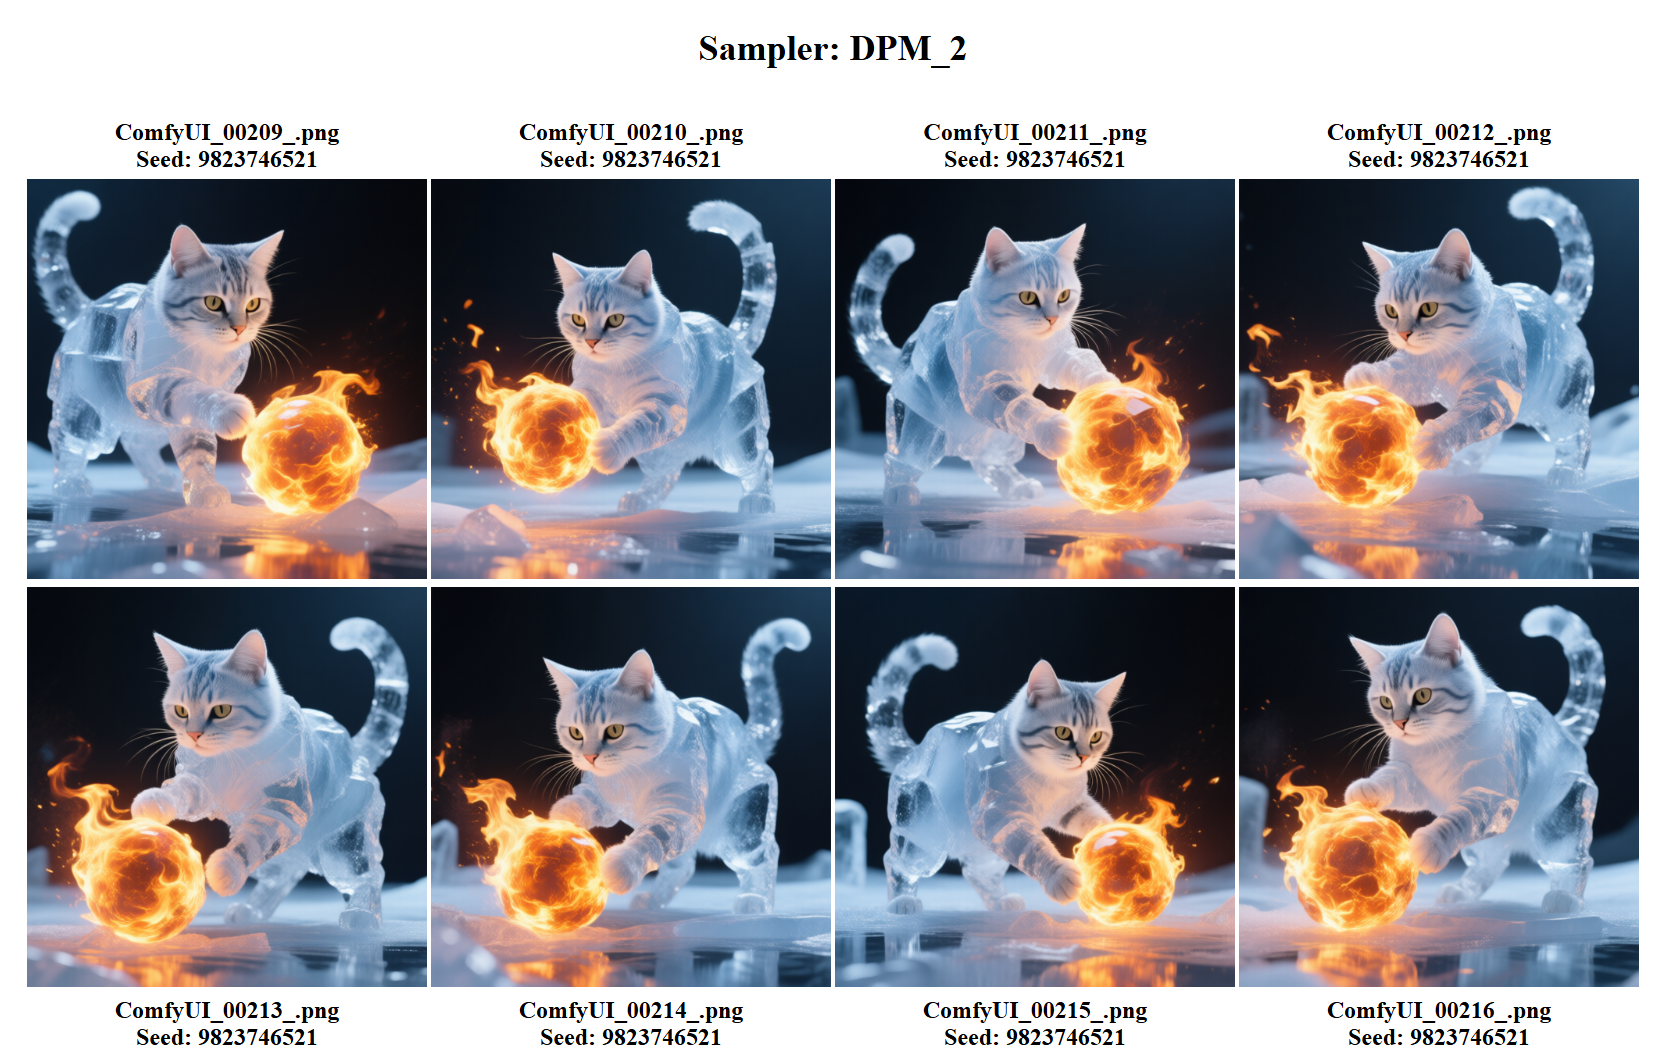 Sampler: DPM_2
ComfyUI_00209_.png
Seed: 9823746521
ComfyUI_00210_.png
Seed: 9823746521
ComfyUI_00211_.png
Seed: 9823746521
ComfyUI_00212_.png
Seed: 9823746521
ComfyUI_00213_.png
Seed: 9823746521
ComfyUI_00214_.png
Seed: 9823746521
ComfyUI_00215_.png
Seed: 9823746521
ComfyUI_00216_.png
Seed: 9823746521